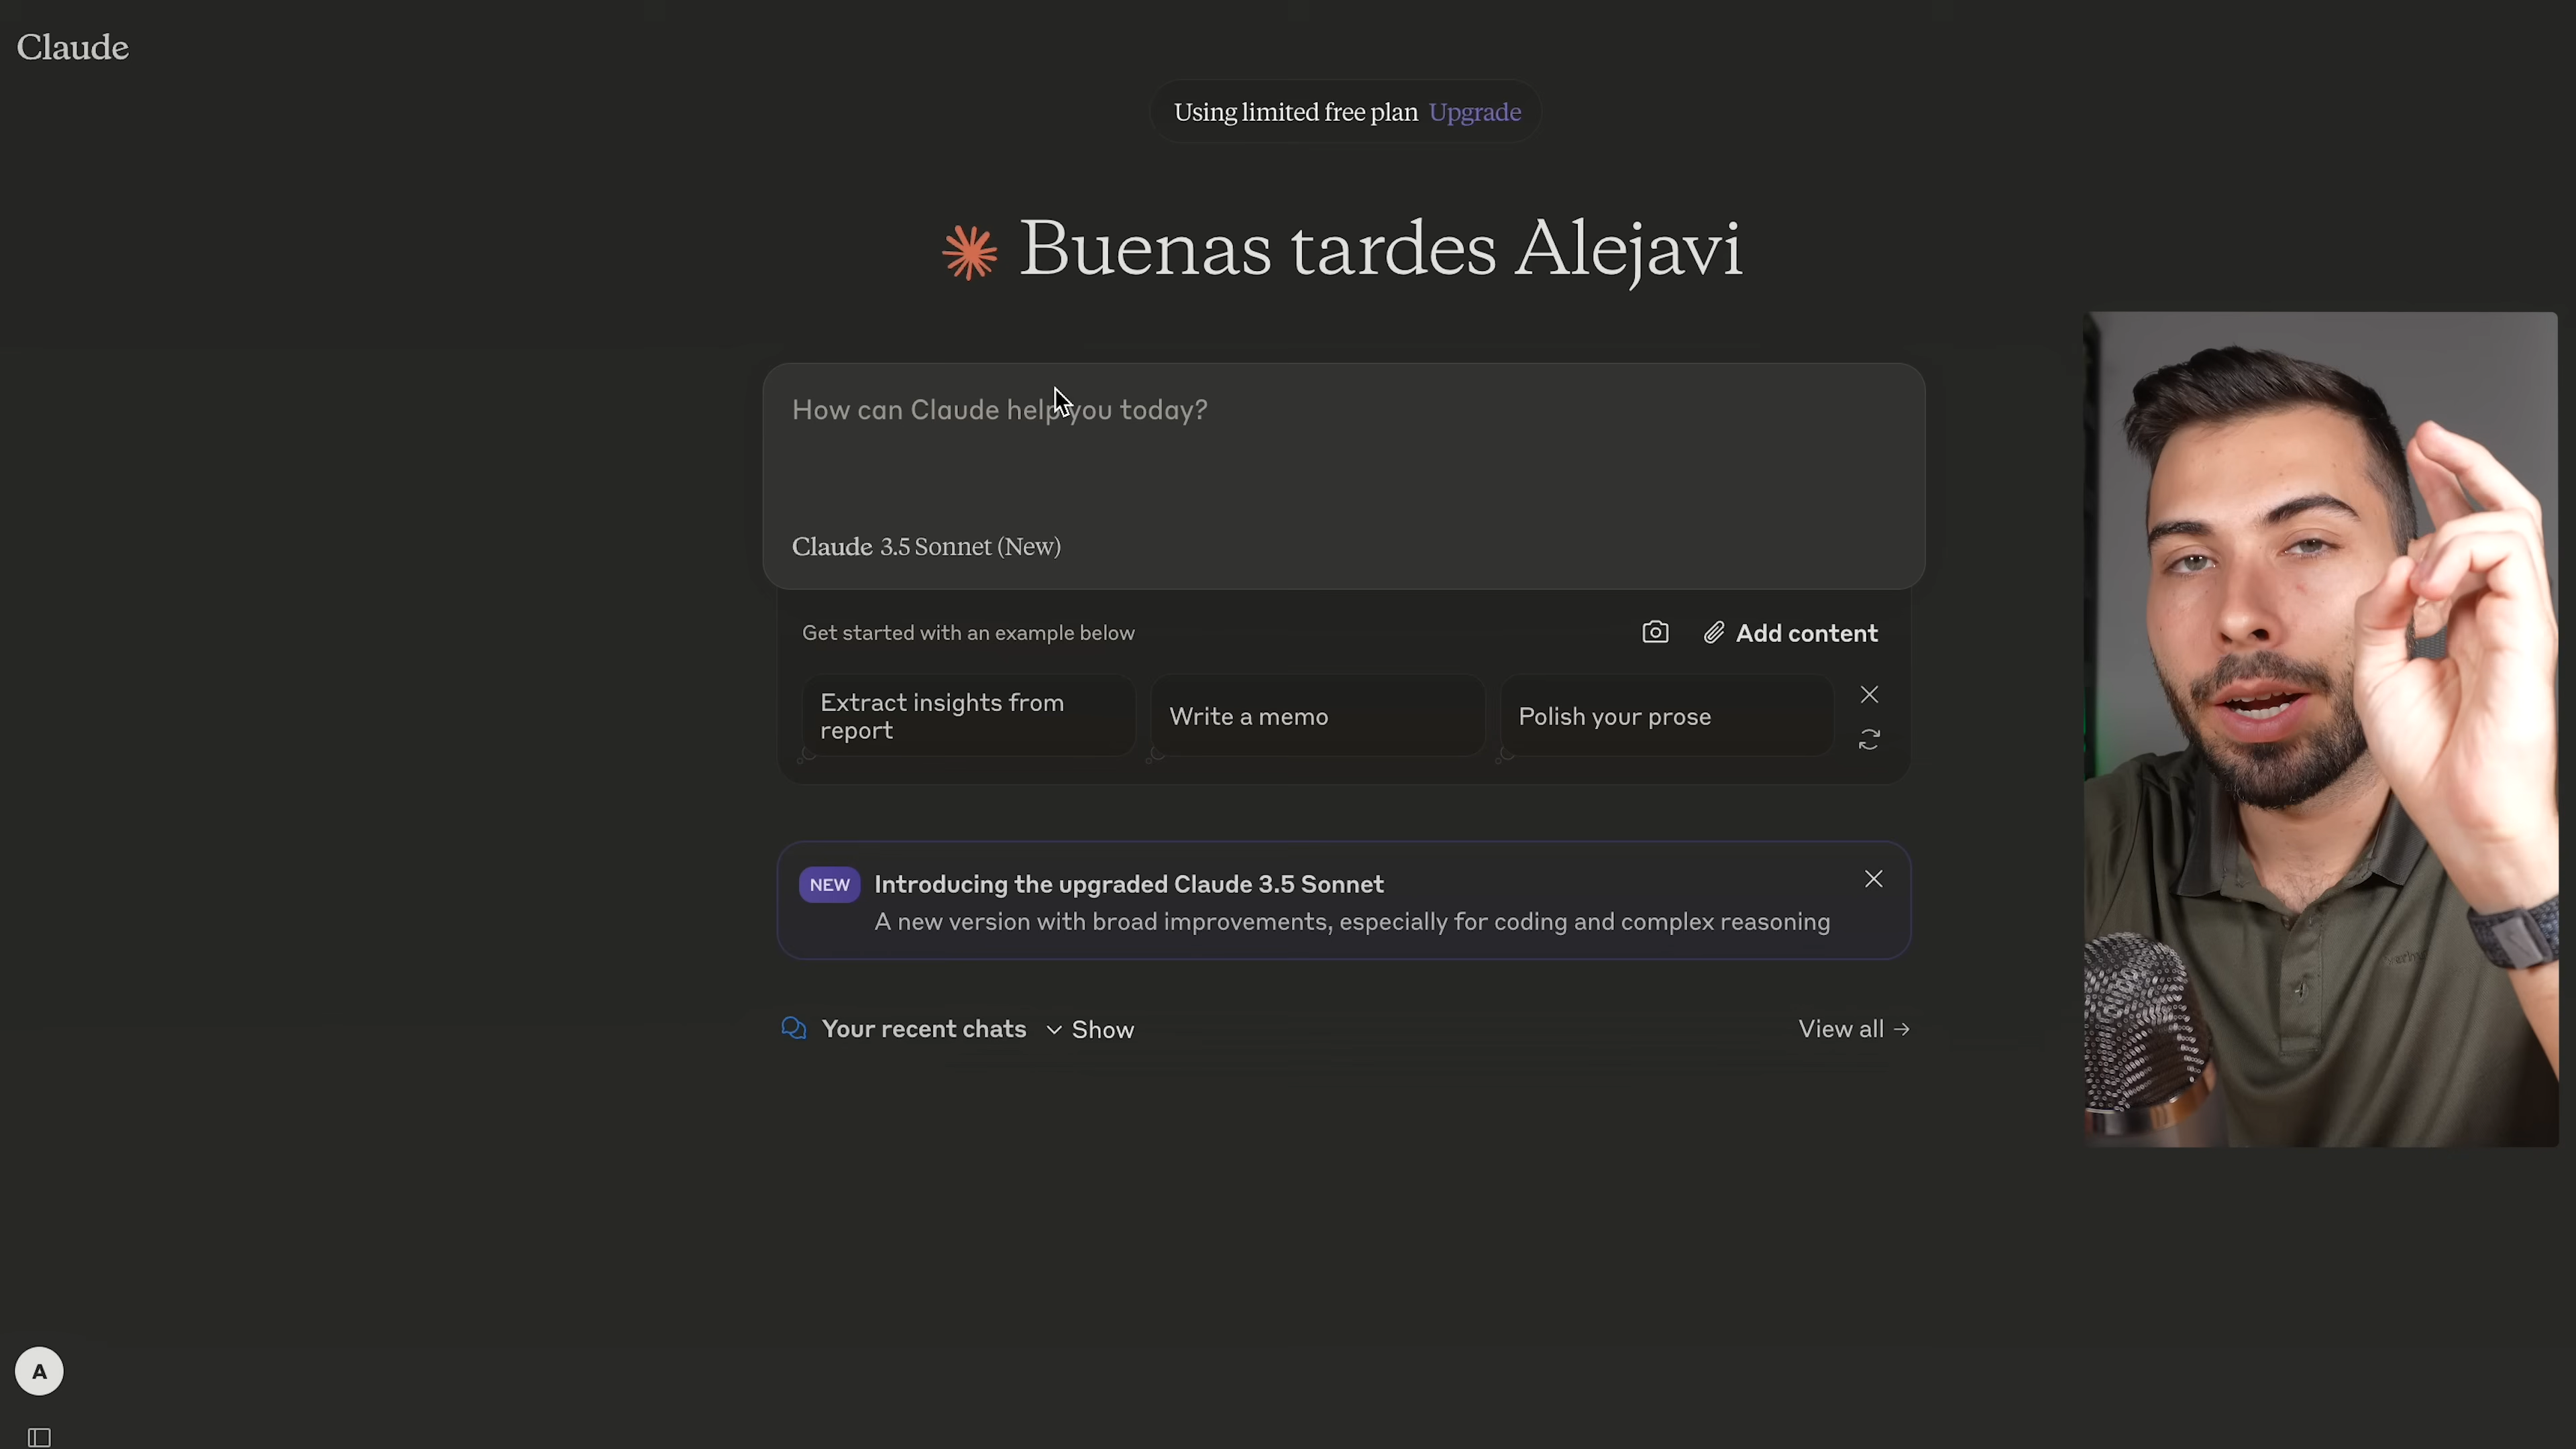 Claude
Using limited free plan Upgrade
Buenas tardes Alejavi
How can Claude help you today?
Claude 3.5 Sonnet (New)
Get started with an example below
Add content
Extract insights from
report
Write a memo
Polish your prose
NEW Introducing the upgraded Claude 3.5 Sonnet
A new version with broad improvements, especially for coding and complex reasoning
Your recent chats Show
View all →
A